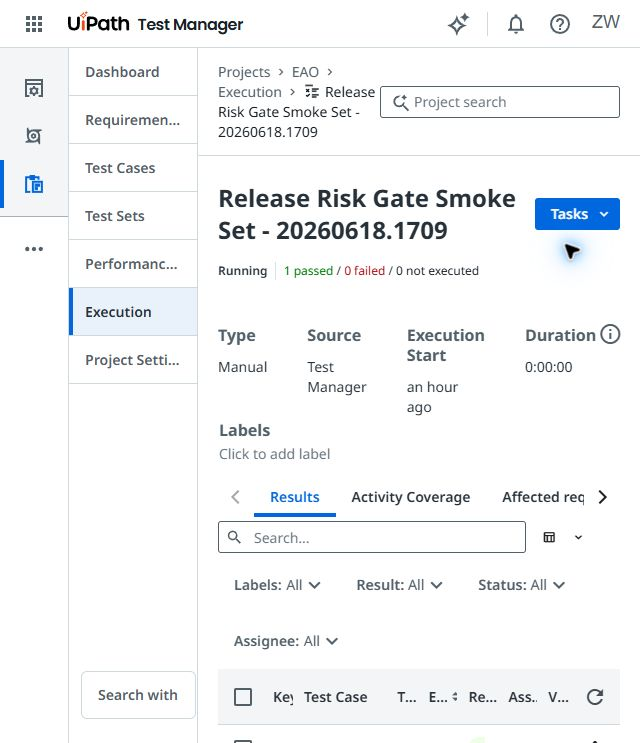 UiPath Test Manager
ZW
Dashboard
Requiremen...
Test Cases
Test Sets
Performanc...
Execution
Project Setti...
Search with
Projects > EAO >
Execution > Release
Risk Gate Smoke Set -
20260618.1709
Project search
Release Risk Gate Smoke
Set - 20260618.1709
Tasks
Running 1 passed / 0 failed / 0 not executed
Type Source Execution Start Duration
Manual Test Manager an hour ago 0:00:00
Labels
Click to add label
Results Activity Coverage Affected req
Search...
Labels: All Result: All Status: All
Assignee: All
Key Test Case T... E... Re... Ass.. V...